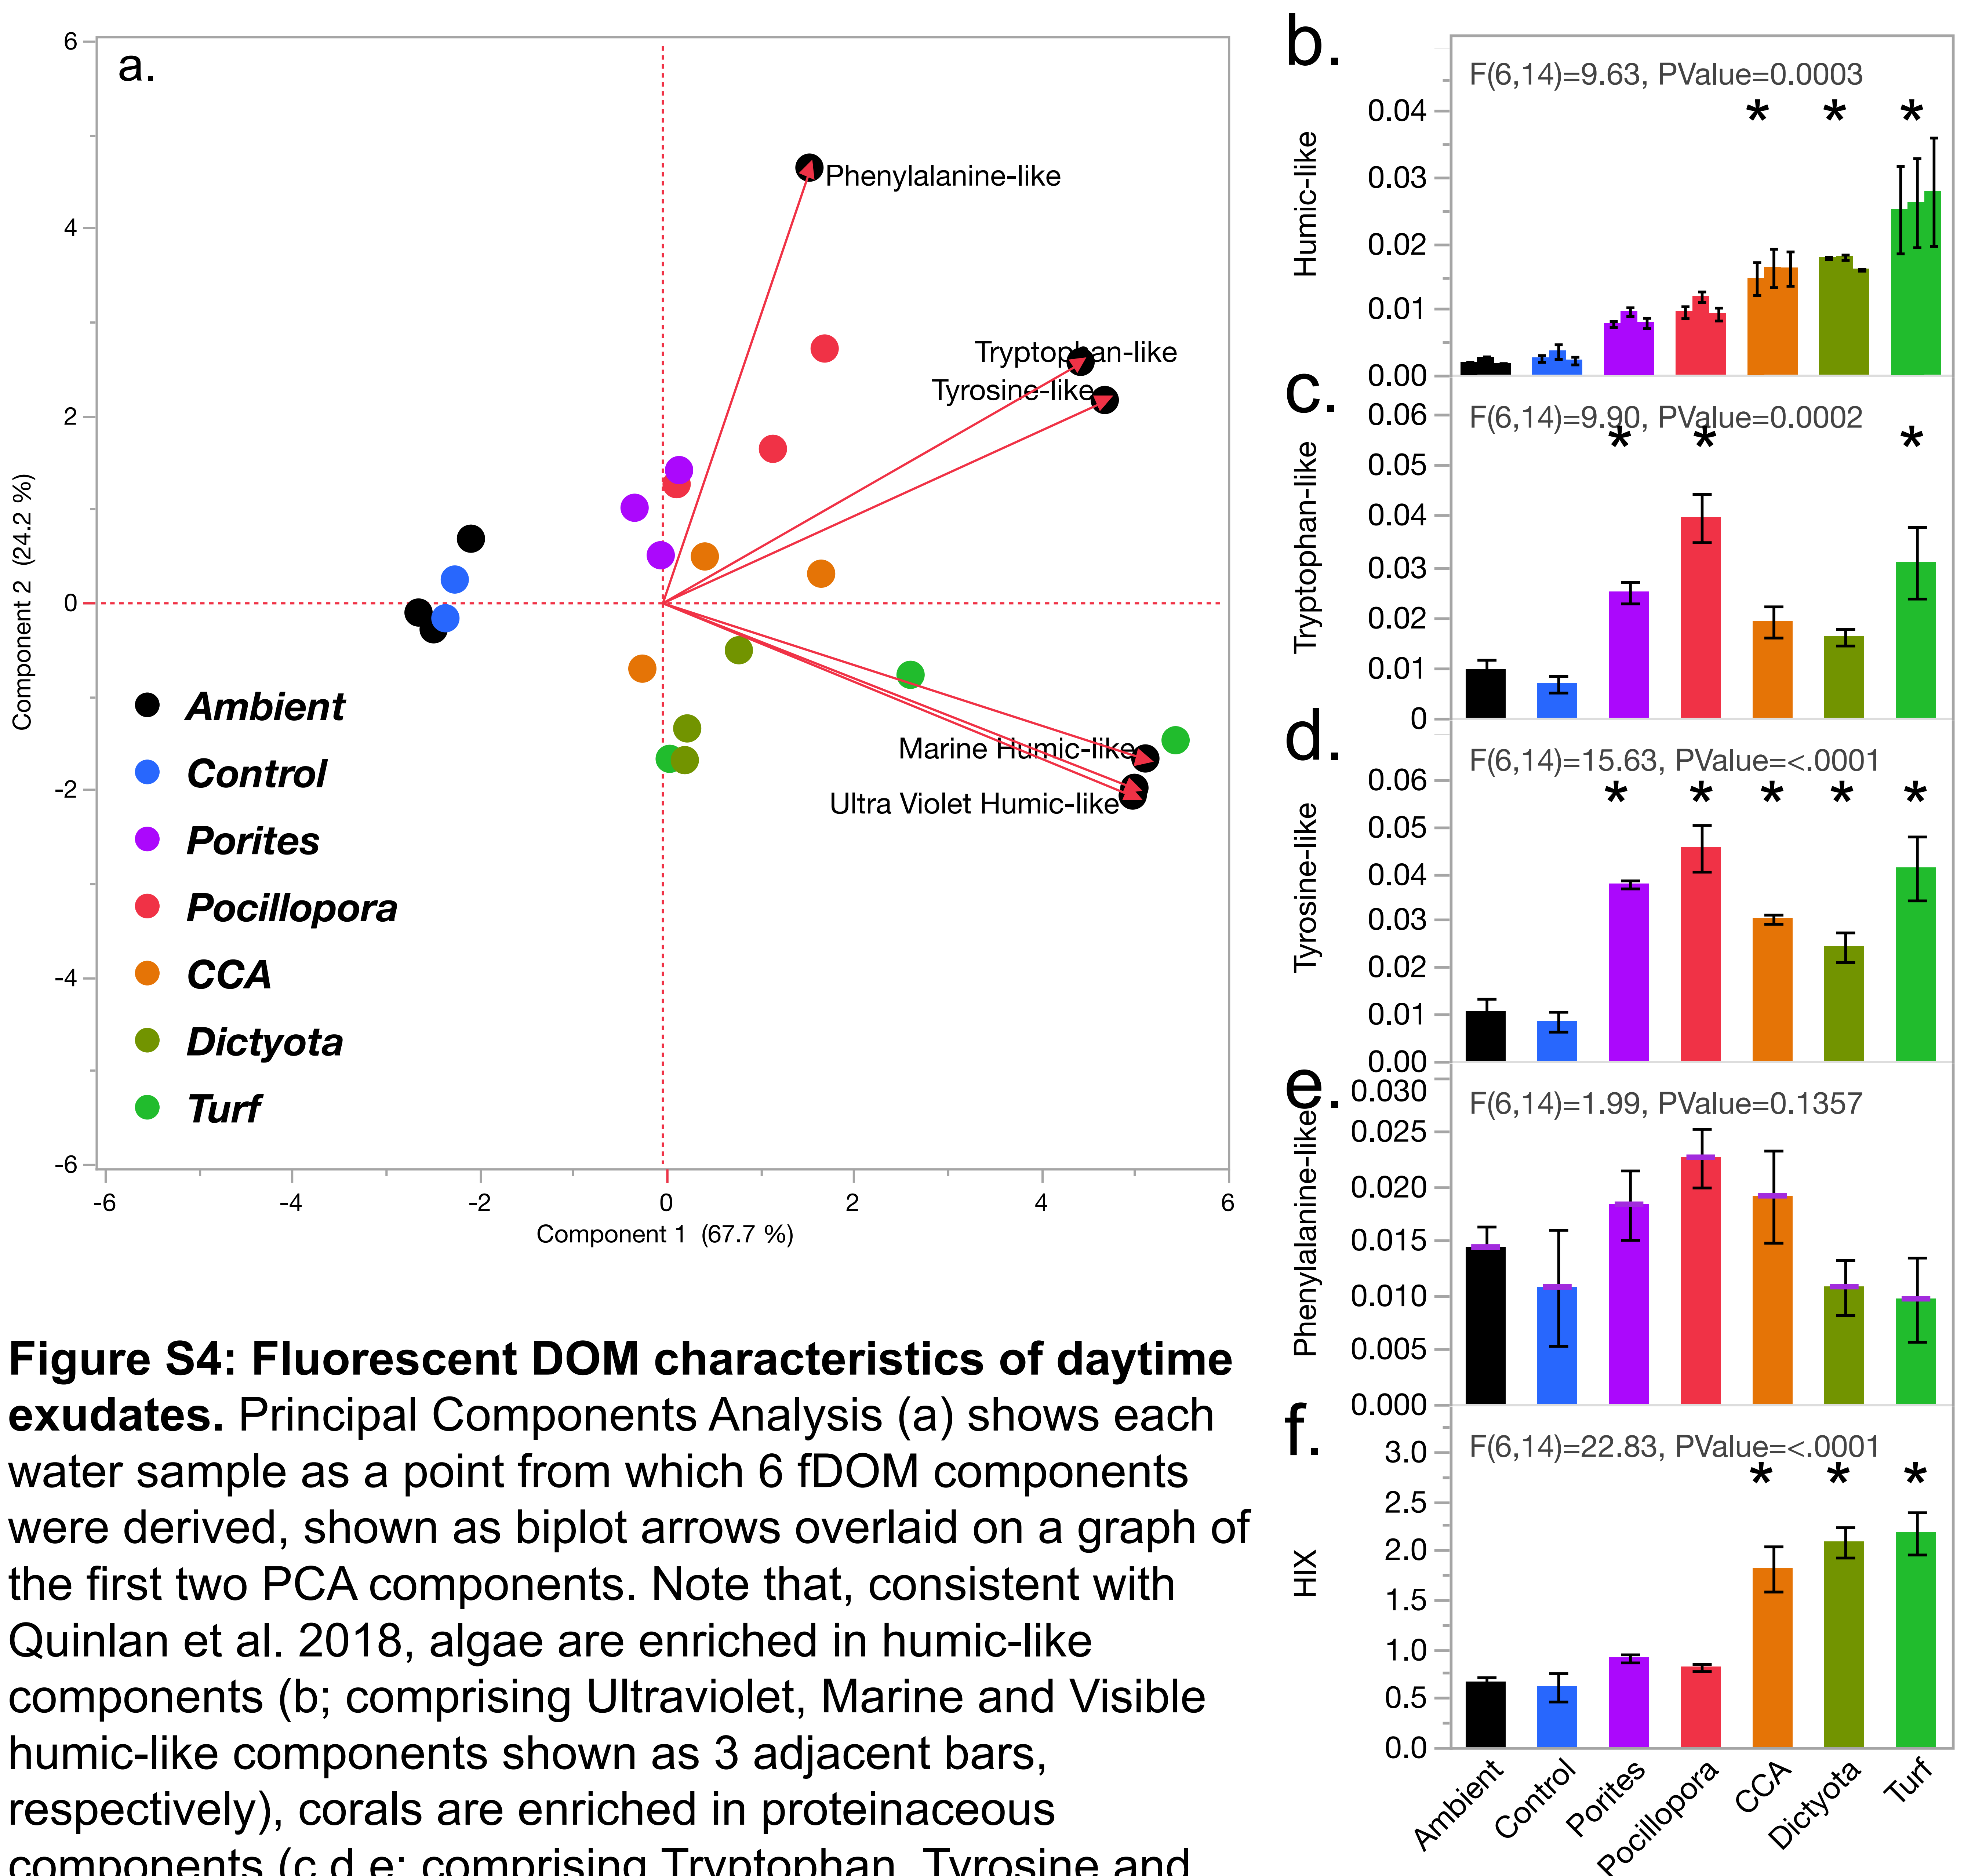 a.
6
4
2
0
-2
-4
-6
Component 2 (24.2 %)
Phenylalanine-like
Tryptophan-like
Tyrosine-like
Marine Humic-like
Ultra Violet Humic-like
Ambient
Control
Porites
Pocillopora
CCA
Dictyota
Turf
-6 -4 -2 0 2 4 6
Component 1 (67.7 %)
b.
F(6,14)=9.63, PValue=0.0003
* * *
Humic-like
0.04
0.03
0.02
0.01
0.00
c.
F(6,14)=9.90, PValue=0.0002
* * *
Tryptophan-like
0.06
0.05
0.04
0.03
0.02
0.01
0
d.
F(6,14)=15.63, PValue=<.0001
* * * * *
Tyrosine-like
0.06
0.05
0.04
0.03
0.02
0.01
0.00
e.
F(6,14)=1.99, PValue=0.1357
Phenylalanine-like
0.030
0.025
0.020
0.015
0.010
0.005
0.000
f.
F(6,14)=22.83, PValue=<.0001
* * *
HIX
3.0
2.5
2.0
1.5
1.0
0.5
0.0
Ambient
Control
Porites
Pocillopora
CCA
Dictyota
Turf
Figure S4: Fluorescent DOM characteristics of daytime
exudates. Principal Components Analysis (a) shows each
water sample as a point from which 6 fDOM components
were derived, shown as biplot arrows overlaid on a graph of
the first two PCA components. Note that, consistent with
Quinlan et al. 2018, algae are enriched in humic-like
components (b; comprising Ultraviolet, Marine and Visible
humic-like components shown as 3 adjacent bars,
respectively), corals are enriched in proteinaceous
components (c,d,e; comprising Tryptophan, Tyrosine and